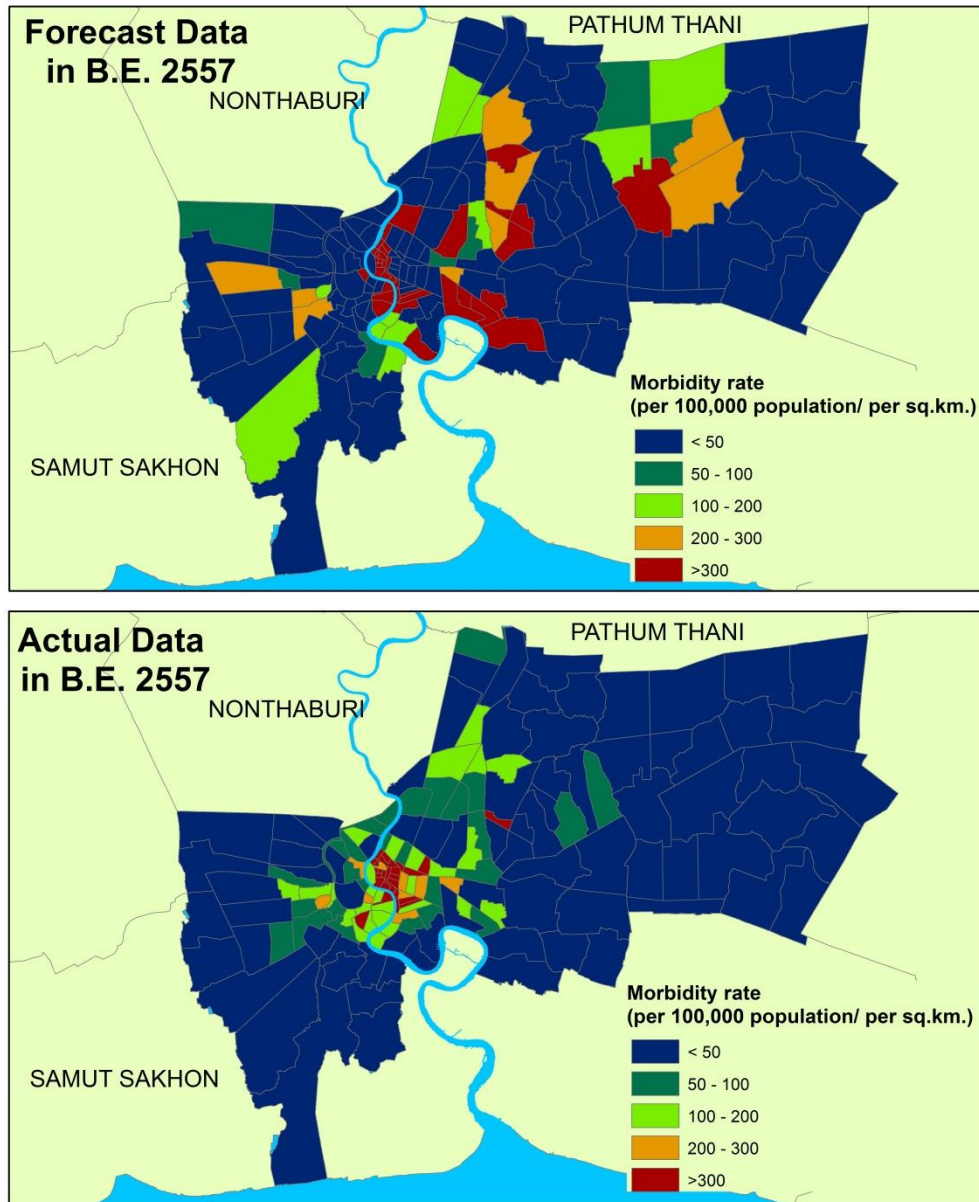 Forecast Data
in B.E. 2557
PATHUM THANI
NONTHABURI
SAMUT SAKHON
Morbidity rate
(per 100,000 population/ per sq.km.)
< 50
50 - 100
100 - 200
200 - 300
>300
Actual Data
in B.E. 2557
PATHUM THANI
NONTHABURI
SAMUT SAKHON
Morbidity rate
(per 100,000 population/ per sq.km.)
< 50
50 - 100
100 - 200
200 - 300
>300